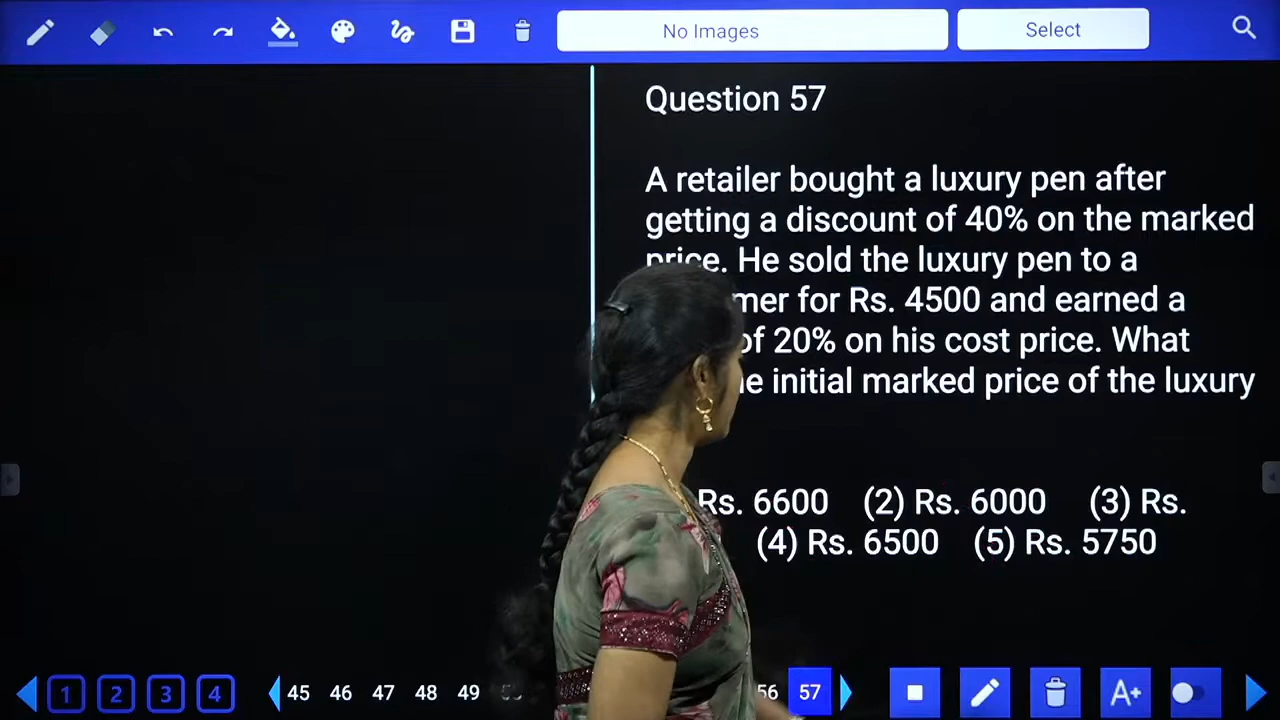 No Images
Select
Question 57
A retailer bought a luxury pen after
getting a discount of 40% on the marked
price. He sold the luxury pen to a
mer for Rs. 4500 and earned a
of 20% on his cost price. What
e initial marked price of the luxury
Rs. 6600 (2) Rs. 6000 (3) Rs.
(4) Rs. 6500 (5) Rs. 5750
1 2 3 4 45 46 47 48 49 56 57 A+